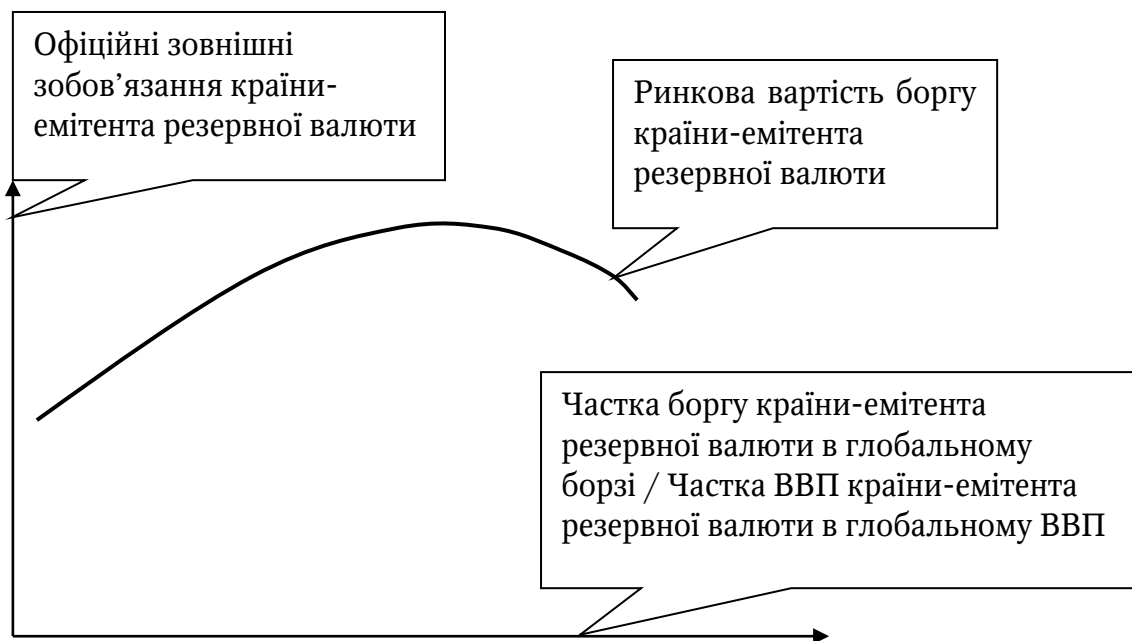 Офіційні зовнішні
зобов’язання країни-
емітента резервної валюти
Ринкова вартість боргу
країни-емітента
резервної валюти
Частка боргу країни-емітента
резервної валюти в глобальному
борзі / Частка ВВП країни-емітента
резервної валюти в глобальному ВВП